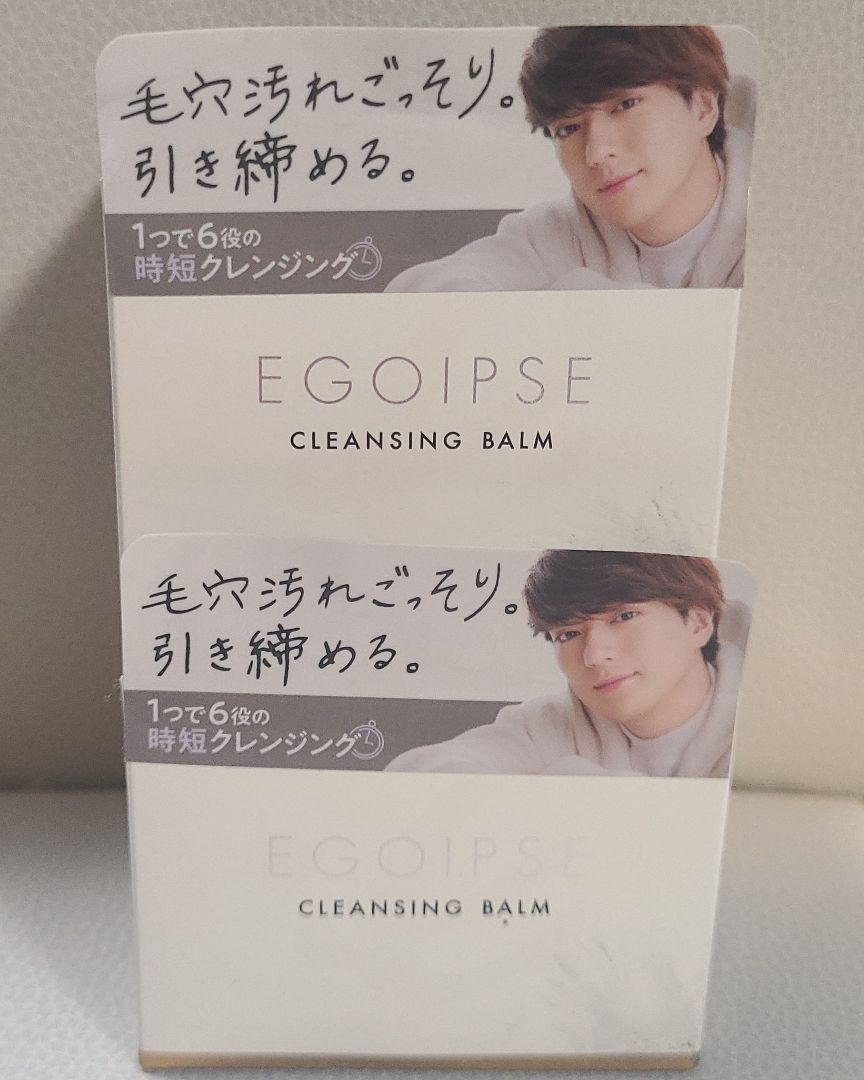 毛穴汚れごっそり。
引き締める。
1つで6役の
時短クレンジング
EGOIPSE
CLEANSING BALM
毛穴汚れごっそり。
引き締める。
1つで6役の
時短クレンジング
EGOIPSE
CLEANSING BALM